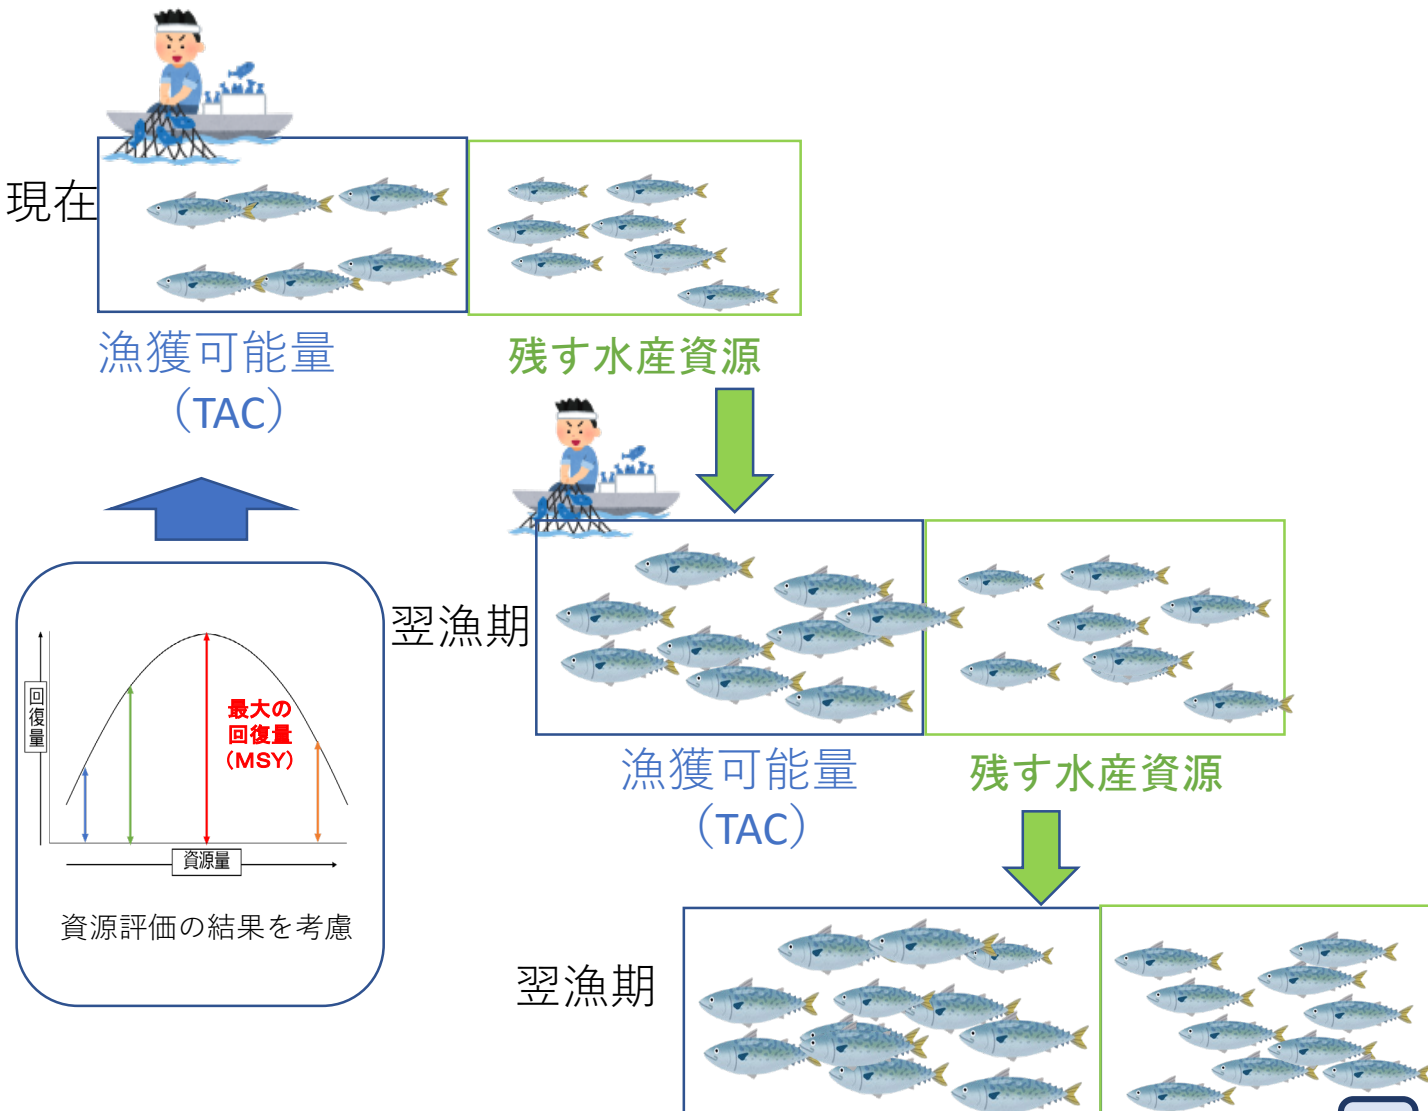 現在
漁獲可能量
（TAC）
残す水産資源
回復量
最大の
回復量
（MSY）
資源量
資源評価の結果を考慮
翌漁期
漁獲可能量
（TAC）
残す水産資源
翌漁期